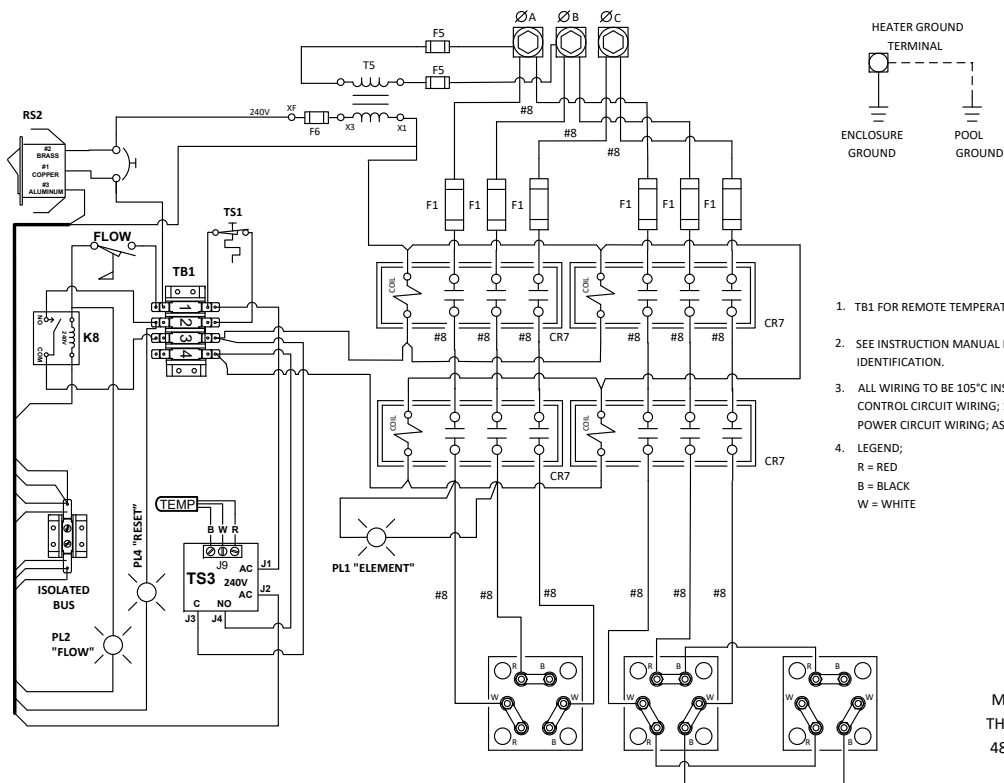 ØA ØB ØC
F5
T5
F5
RS2
240V XF
F6 X3 X1
#2
BRASS
#1
COPPER
#3
ALUMINUM
#8
#8
#8
HEATER GROUND
TERMINAL
ENCLOSURE
GROUND
POOL
GROUND
F1 F1 F1 F1 F1 F1
TS1
FLOW
TB1
1
2
3
4
NO
240V
COM
K8
COIL
COIL
CR7 CR7
#8 #8 #8 #8 #8
COIL
COIL
CR7 CR7
1. TB1 FOR REMOTE TEMPERAT
2. SEE INSTRUCTION MANUAL
IDENTIFICATION.
3. ALL WIRING TO BE 105°C INS
CONTROL CIRCUIT WIRING;
POWER CIRCUIT WIRING; AS
4. LEGEND;
R = RED
B = BLACK
W = WHITE
TEMP
B W R
J9
TS3 240V
AC J1
AC J2
C NO
J3 J4
PL4 "RESET"
ISOLATED
BUS
PL2
"FLOW"
PL1 "ELEMENT"
#8 #8 #8 #8 #8 #8
R B R B R B
W W W W W W
R B R B R B
M
TH
48